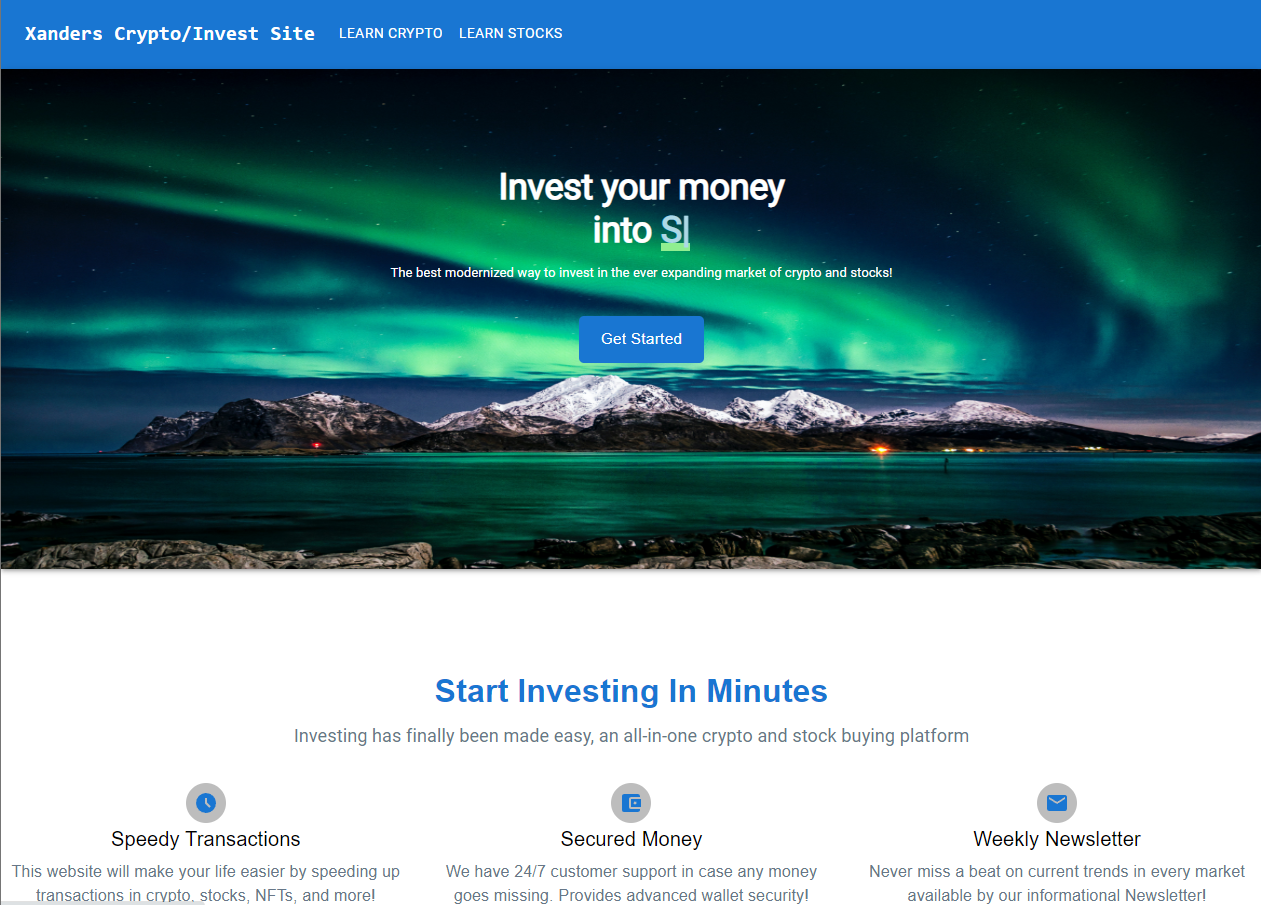 Xanders Crypto/Invest Site LEARN CRYPTO LEARN STOCKS
Invest your money
into S|
The best modernized way to invest in the ever expanding market of crypto and stocks!
Get Started
Start Investing In Minutes
Investing has finally been made easy, an all-in-one crypto and stock buying platform
Speedy Transactions
This website will make your life easier by speeding up
transactions in crypto, stocks, NFTs, and more!
Secured Money
We have 24/7 customer support in case any money
goes missing. Provides advanced wallet security!
Weekly Newsletter
Never miss a beat on current trends in every market
available by our informational Newsletter!